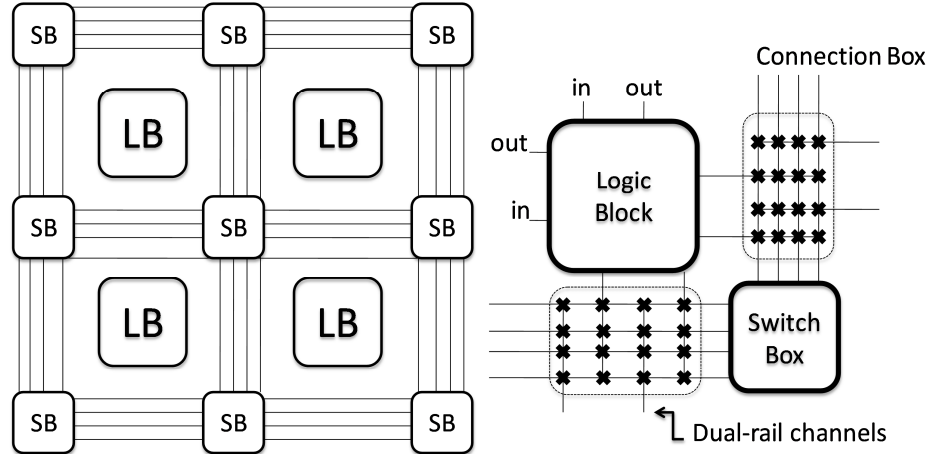 SB SB SB
LB LB
SB SB SB
LB LB
SB SB SB
Connection Box
in out
out
in
Logic
Block
Switch
Box
Dual-rail channels